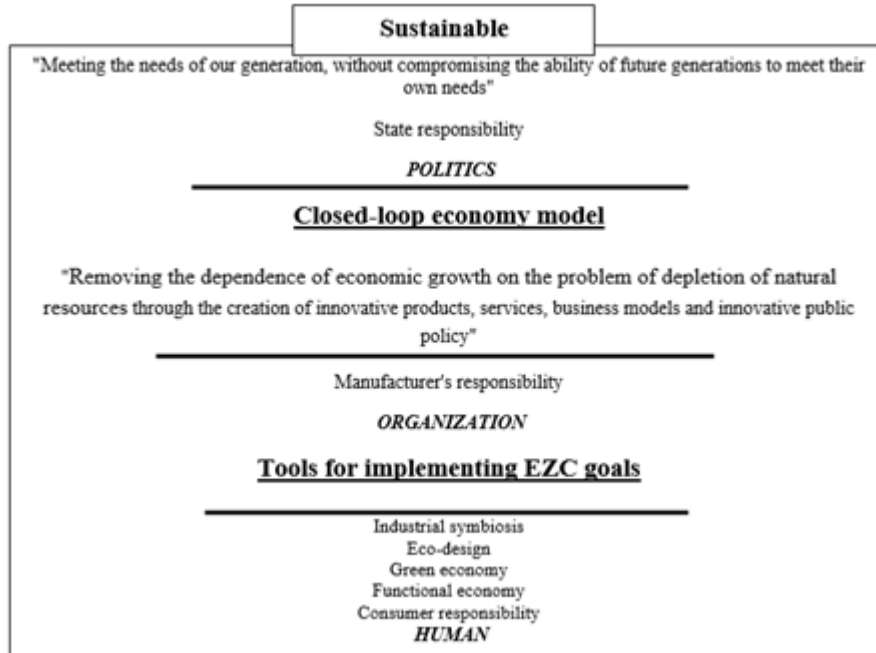 Sustainable
"Meeting the needs of our generation, without compromising the ability of future generations to meet their
own needs"
State responsibility
POLITICS
Closed-loop economy model
"Removing the dependence of economic growth on the problem of depletion of natural
resources through the creation of innovative products, services, business models and innovative public
policy"
Manufacturer's responsibility
ORGANIZATION
Tools for implementing EZC goals
Industrial symbiosis
Eco-design
Green economy
Functional economy
Consumer responsibility
HUMAN